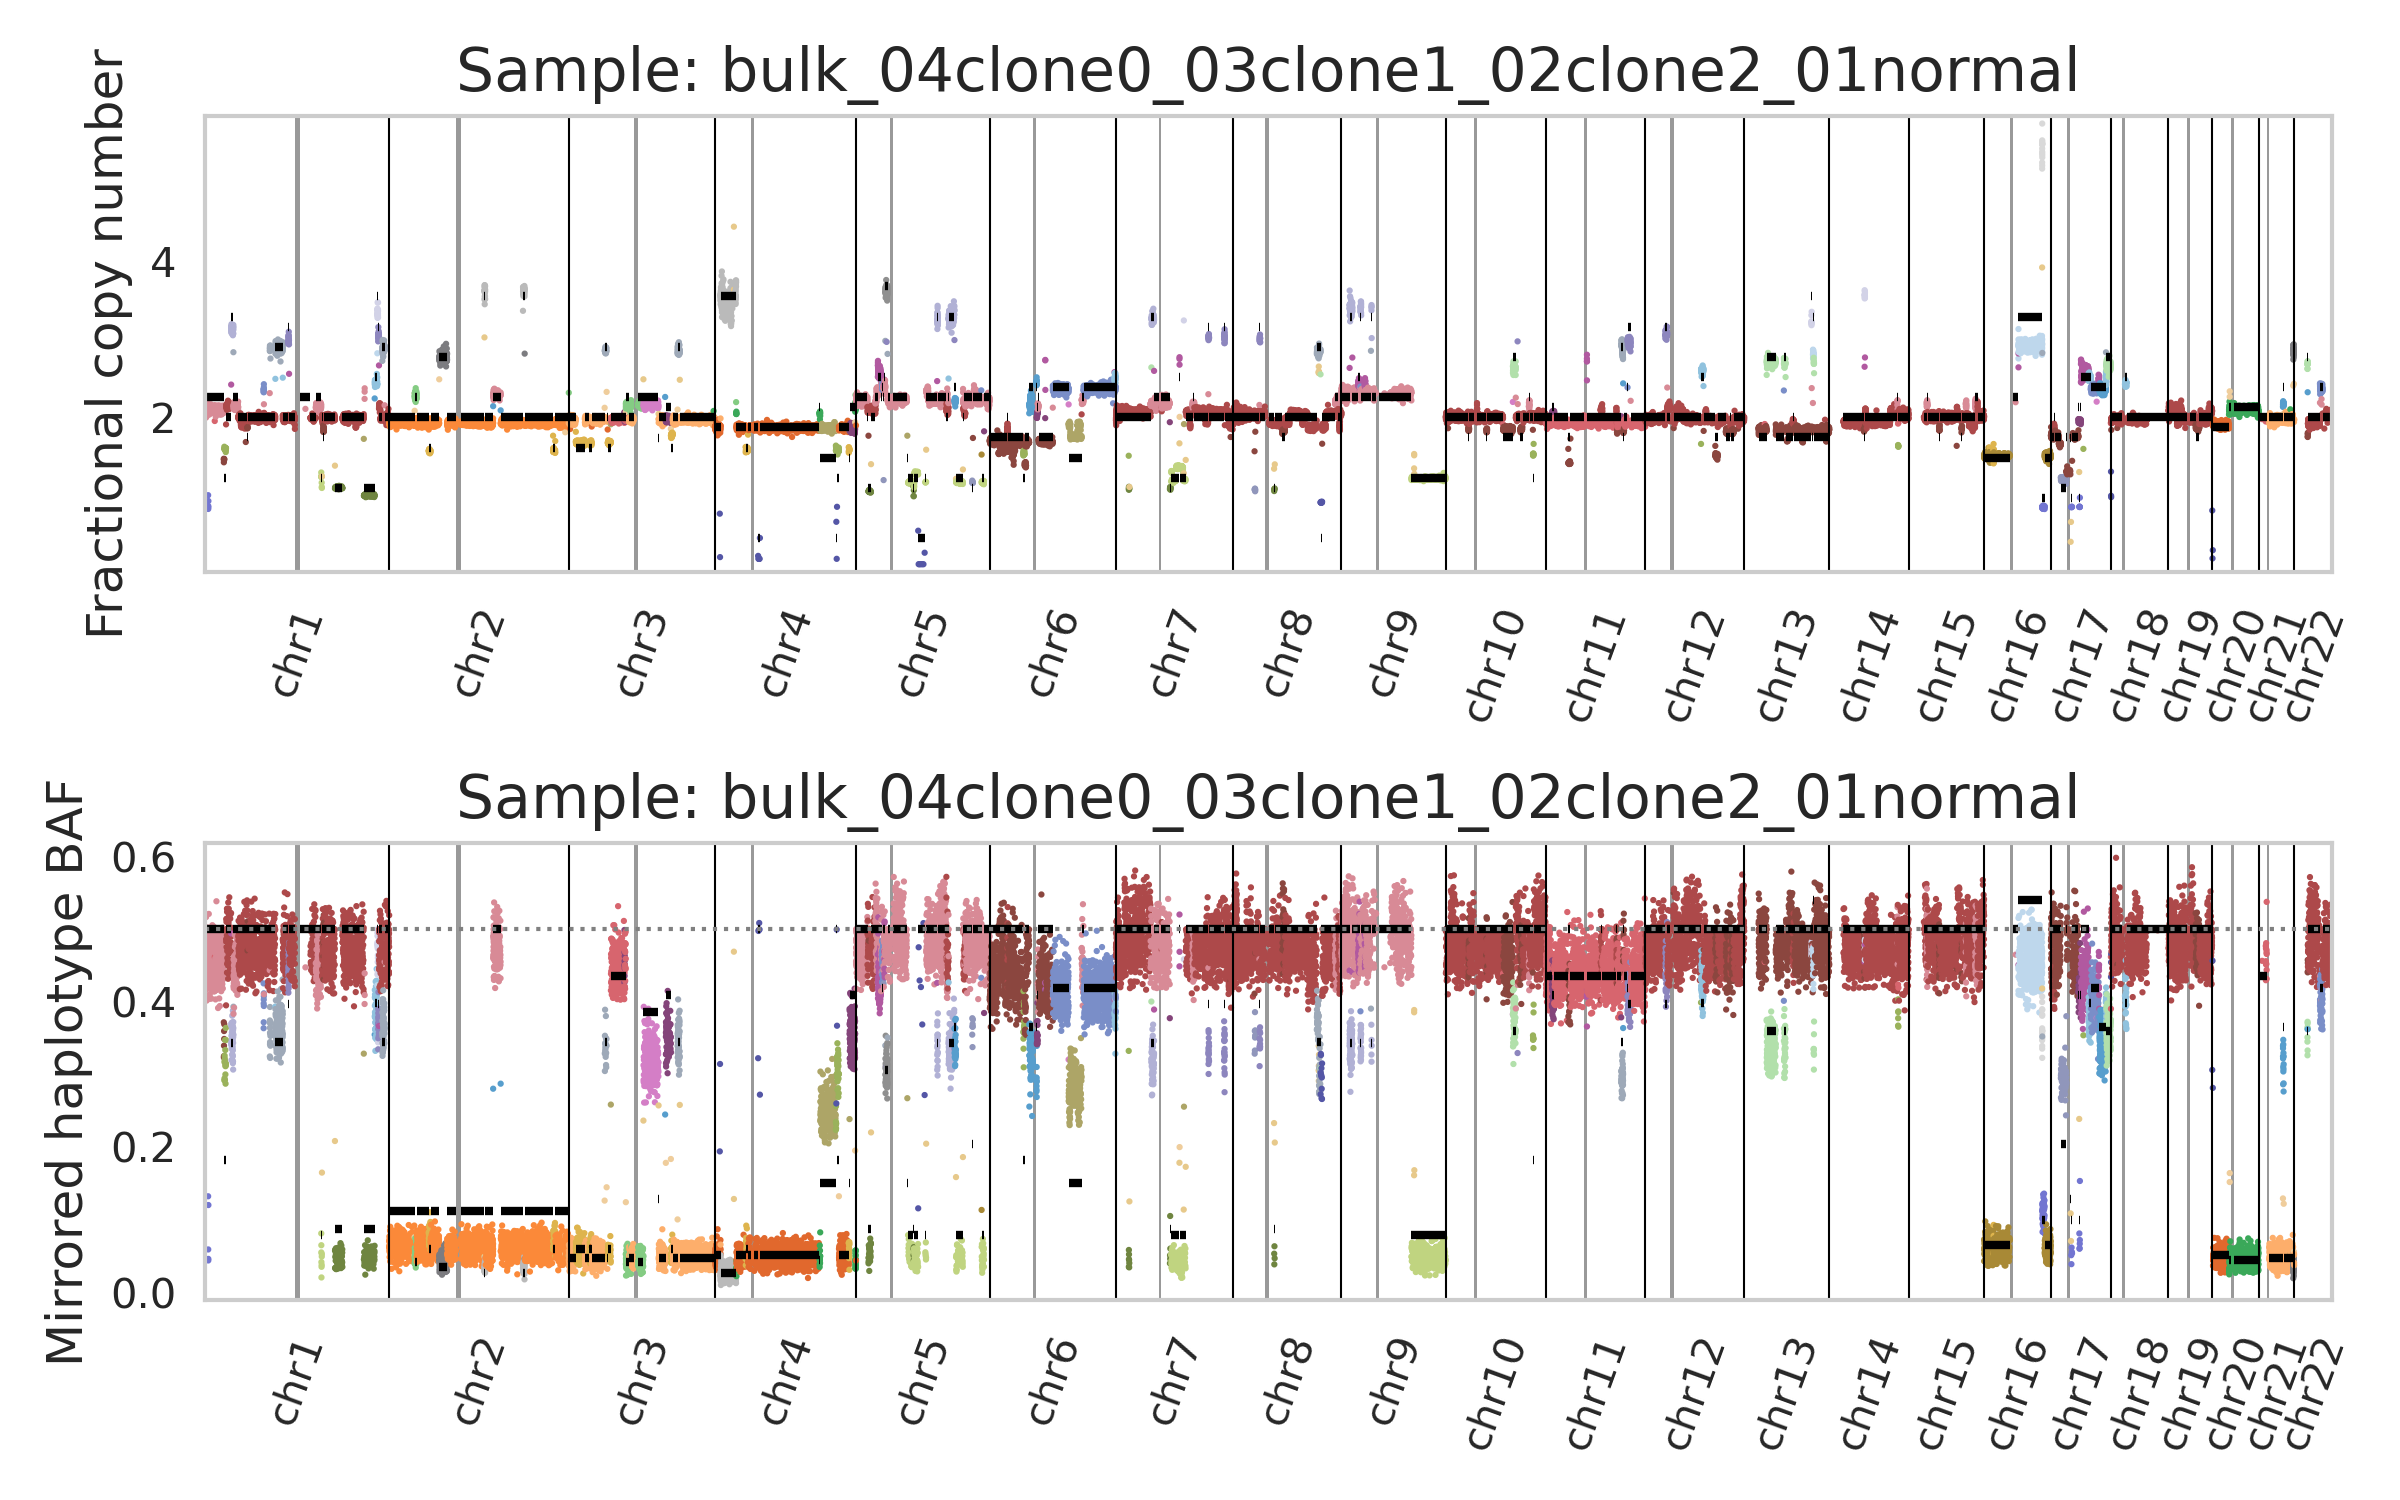 Sample: bulk_04clone0_03clone1_02clone2_01normal
Fractional copy number
4
2
chr1 chr2 chr3 chr4 chr5 chr6 chr7 chr8 chr9 chr10 chr11 chr12 chr13 chr14 chr15 chr16 chr17 chr18 chr19 chr20 chr21 chr22
Sample: bulk_04clone0_03clone1_02clone2_01normal
Mirrored haplotype BAF
0.6
0.4
0.2
0.0
chr1 chr2 chr3 chr4 chr5 chr6 chr7 chr8 chr9 chr10 chr11 chr12 chr13 chr14 chr15 chr16 chr17 chr18 chr19 chr20 chr21 chr22